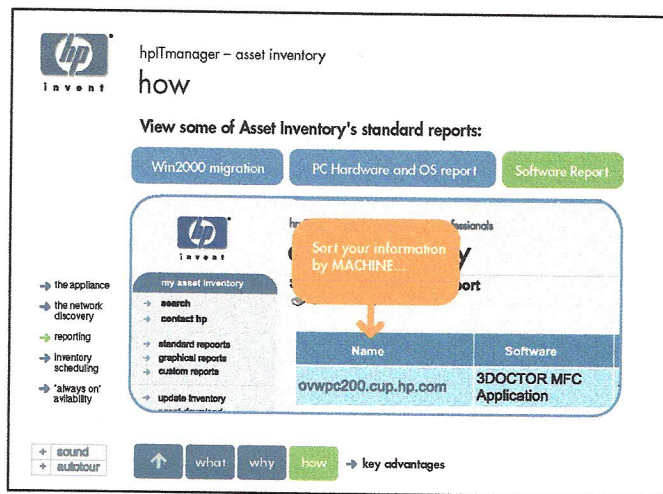 hp
invent
hpITmanager – asset inventory
how
View some of Asset Inventory's standard reports:
Win2000 migration
PC Hardware and OS report
Software Report
hp
invent
Sort your information
by MACHINE...
my asset inventory
search
contact hp
standard repoorts
graphical reports
custom reports
update inventory
Name
Software
ovwpc200.cup.hp.com
3DOCTOR MFC
Application
the appliance
the network
discovery
reporting
inventory
scheduling
'always on'
avilability
+ sound
+ autotour
what
why
how
key advantages